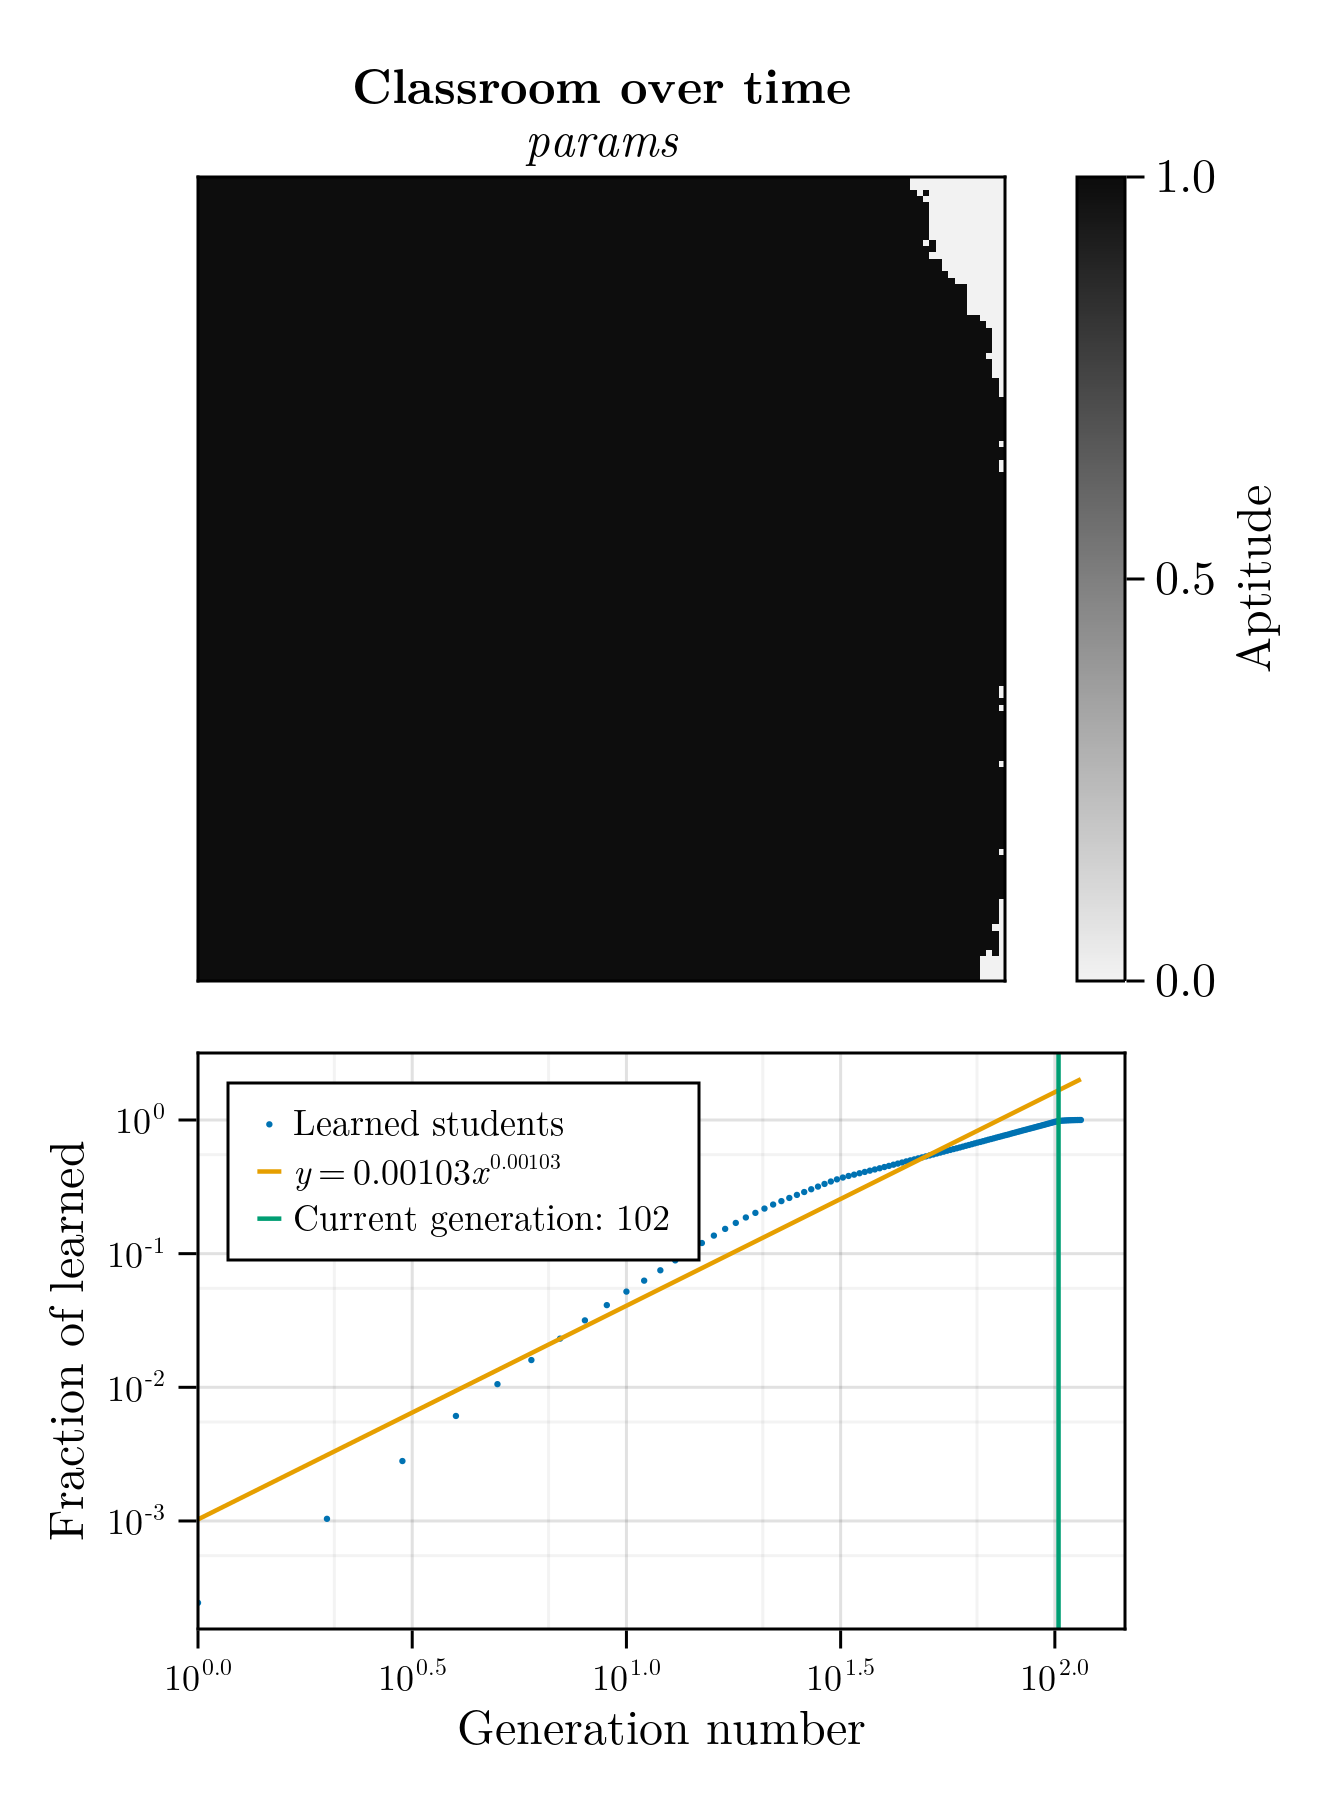 Classroom over time
params
1.0
0.5
0.0
Aptitude
Learned students
y = 0.00103x^0.00103
Current generation: 102
10^0
10^-1
10^-2
10^-3
Fraction of learned
10^0.0 10^0.5 10^1.0 10^1.5 10^2.0
Generation number